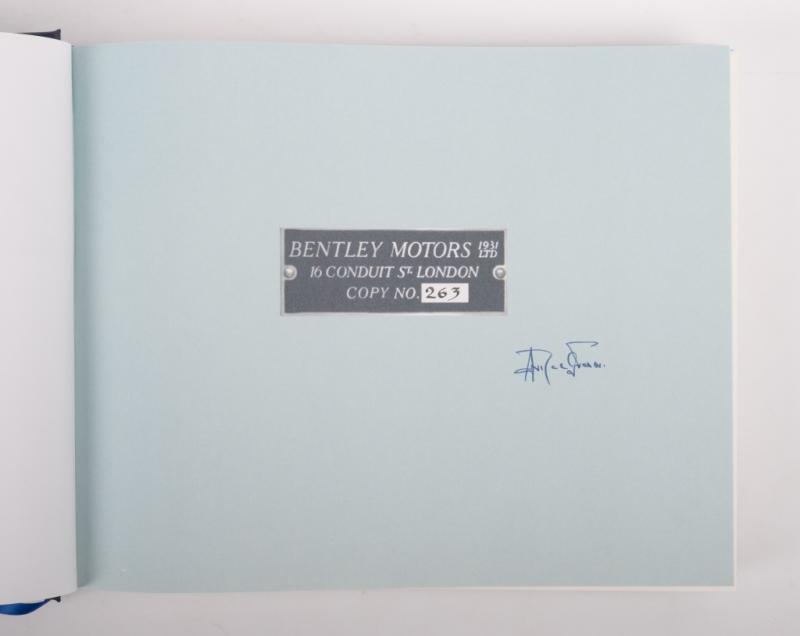 BENTLEY MOTORS 1931 LTD
16 CONDUIT ST. LONDON
COPY NO. 263